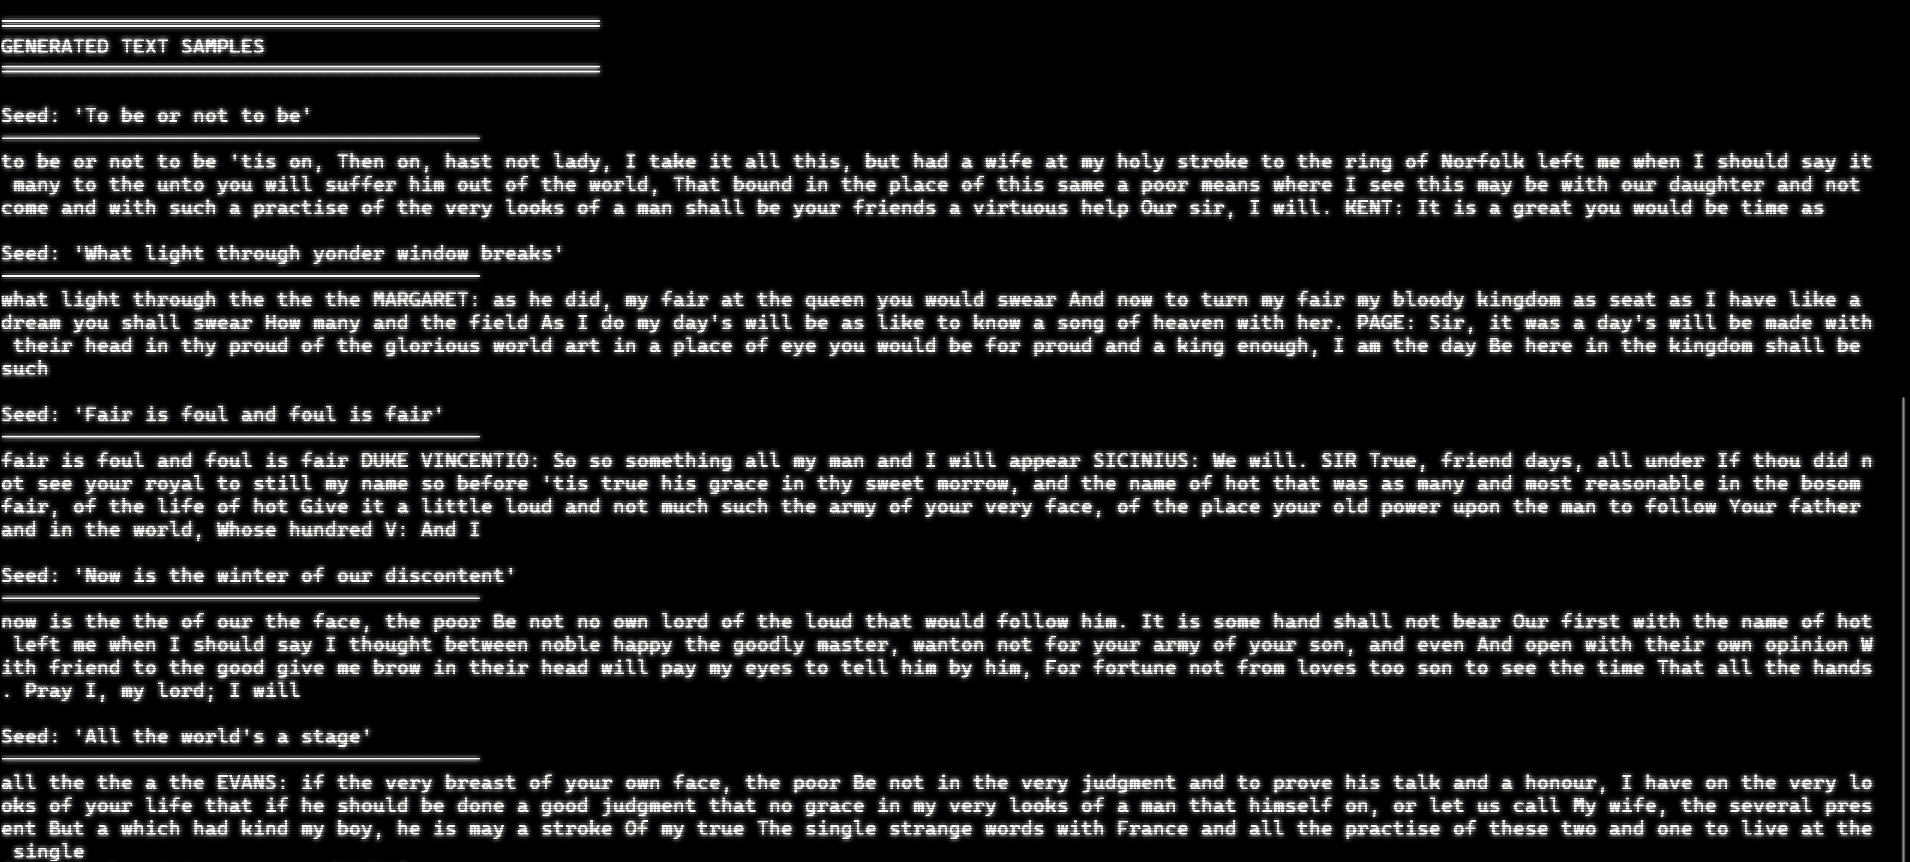 GENERATED TEXT SAMPLES
Seed: 'To be or not to be'
to be or not to be 'tis on, Then on, hast not lady, I take it all this, but had a wife at my holy stroke to the ring of Norfolk left me when I should say it
many to the unto you will suffer him out of the world, That bound in the place of this same a poor means where I see this may be with our daughter and not
come and with such a practise of the very looks of a man shall be your friends a virtuous help Our sir, I will. KENT: It is a great you would be time as
Seed: 'What light through yonder window breaks'
what light through the the the MARGARET: as he did, my fair at the queen you would swear And now to turn my fair my bloody kingdom as seat as I have like a
dream you shall swear How many and the field As I do my day's will be as like to know a song of heaven with her. PAGE: Sir, it was a day's will be made with
their head in thy proud of the glorious world art in a place of eye you would be for proud and a king enough, I am the day Be here in the kingdom shall be
such
Seed: 'Fair is foul and foul is fair'
fair is foul and foul is fair DUKE VINCENTIO: So so something all my man and I will appear SICINIUS: We will. SIR True, friend days, all under If thou did n
ot see your royal to still my name so before 'tis true his grace in thy sweet morrow, and the name of hot that was as many and most reasonable in the bosom
fair, of the life of hot Give it a little loud and not much such the army of your very face, of the place your old power upon the man to follow Your father
and in the world, Whose hundred V: And I
Seed: 'Now is the winter of our discontent'
now is the the of our the face, the poor Be not no own lord of the loud that would follow him. It is some hand shall not bear Our first with the name of hot
left me when I should say I thought between noble happy the goodly master, wanton not for your army of your son, and even And open with their own opinion W
ith friend to the good give me brow in their head will pay my eyes to tell him by him, For fortune not from loves too son to see the time That all the hands
. Pray I, my lord; I will
Seed: 'All the world's a stage'
all the the a the EVANS: if the very breast of your own face, the poor Be not in the very judgment and to prove his talk and a honour, I have on the very lo
oks of your life that if he should be done a good judgment that no grace in my very looks of a man that himself on, or let us call My wife, the several pres
ent But a which had kind my boy, he is may a stroke Of my true The single strange words with France and all the practise of these two and one to live at the
single